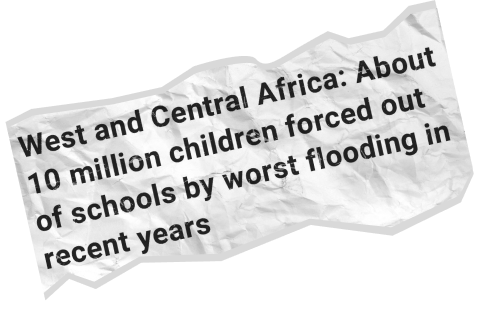 West and Central Africa: About
10 million children forced out
of schools by worst flooding in
recent years